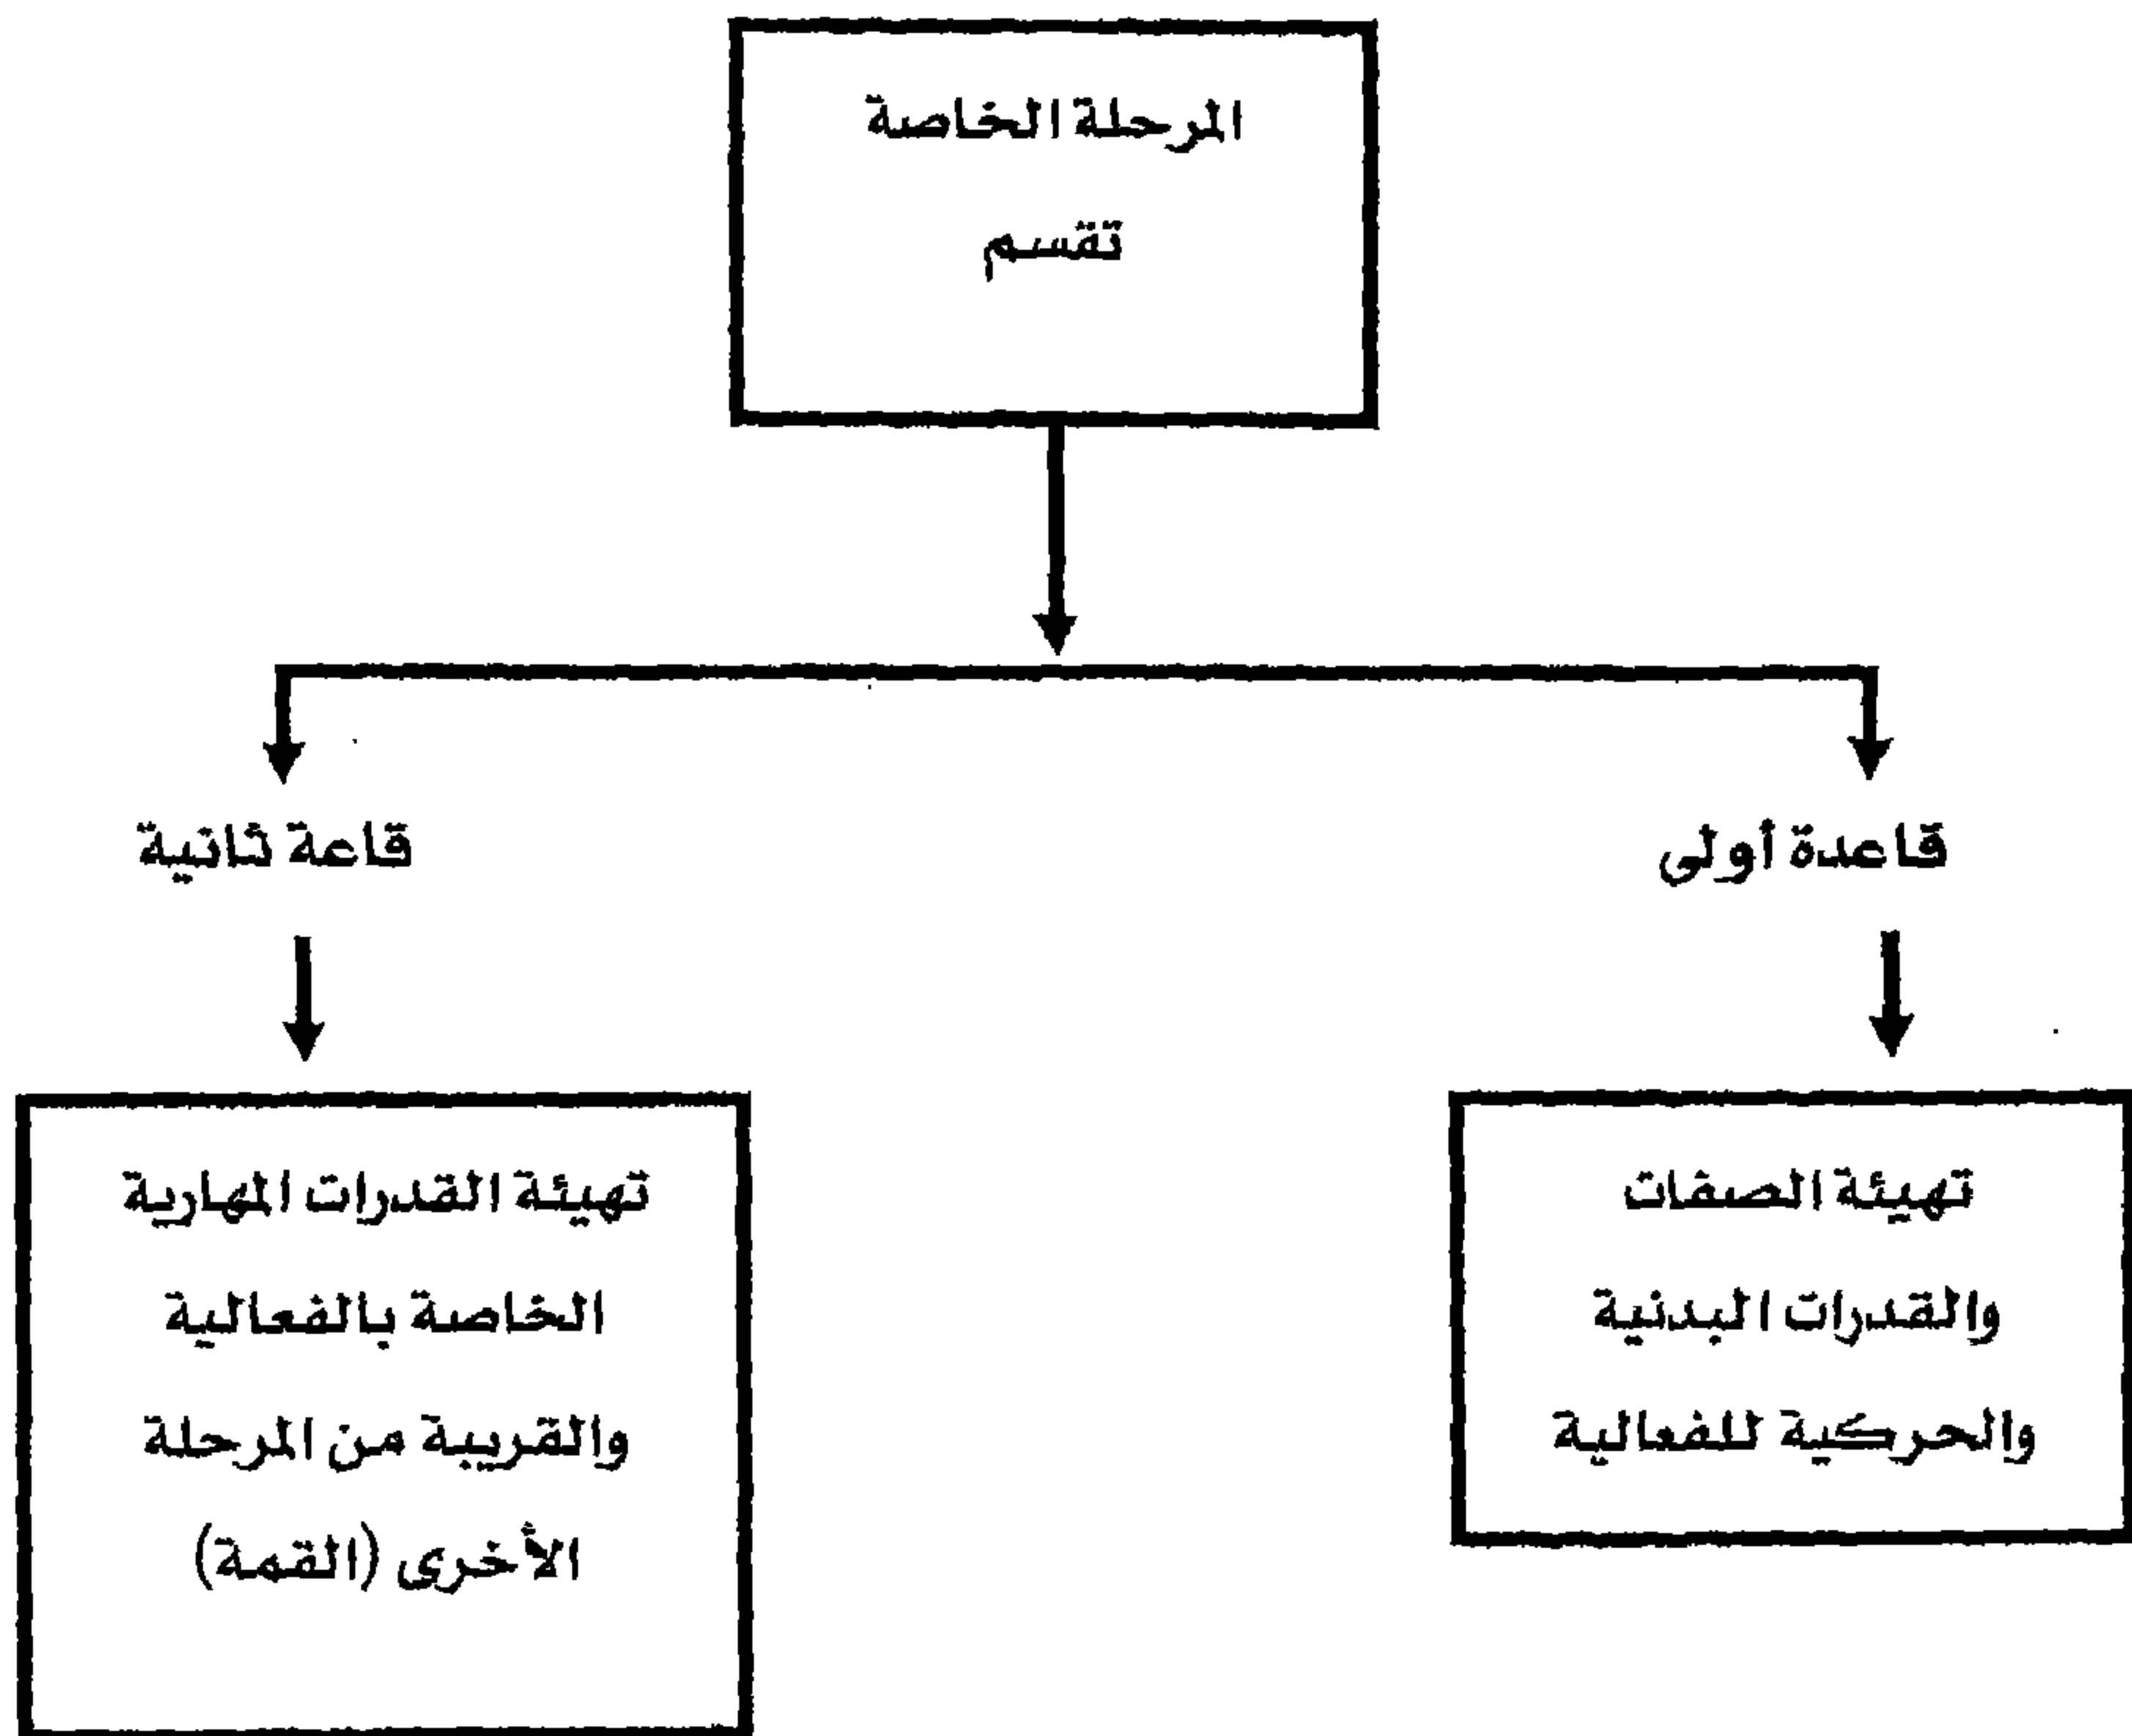 المرحلة الخاصة
تقسم
قاعدة أولى
قاعة ثانية
تهيئة الصفات
والقدرات البدنية
والحركية للفعالية
تهيئة القدرات المهارية
الخاصة بالفعالية
والقريبة من المرحلة
الأخرى (القمة)